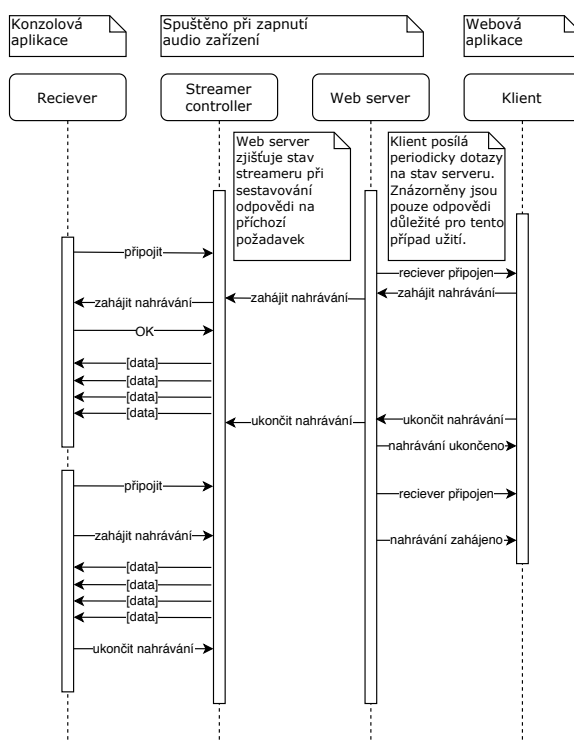 Konzolová
aplikace
Spuštěno při zapnutí
audio zařízení
Webová
aplikace
Reciever
Streamer
controller
Web server
Klient
Web server
zjišťuje stav
streameru při
sestavování
odpovědi na
příchozí
požadavek
Klient posílá
periodicky dotazy
na stav serveru.
Znázorněny jsou
pouze odpovědi
důležité pro tento
případ užití.
připojit
reciever připojen
zahájit nahrávání
zahájit nahrávání
zahájit nahrávání
OK
[data]
[data]
[data]
[data]
ukončit nahrávání
ukončit nahrávání
nahrávání ukončeno
připojit
reciever připojen
zahájit nahrávání
nahrávání zahájeno
[data]
[data]
[data]
[data]
ukončit nahrávání